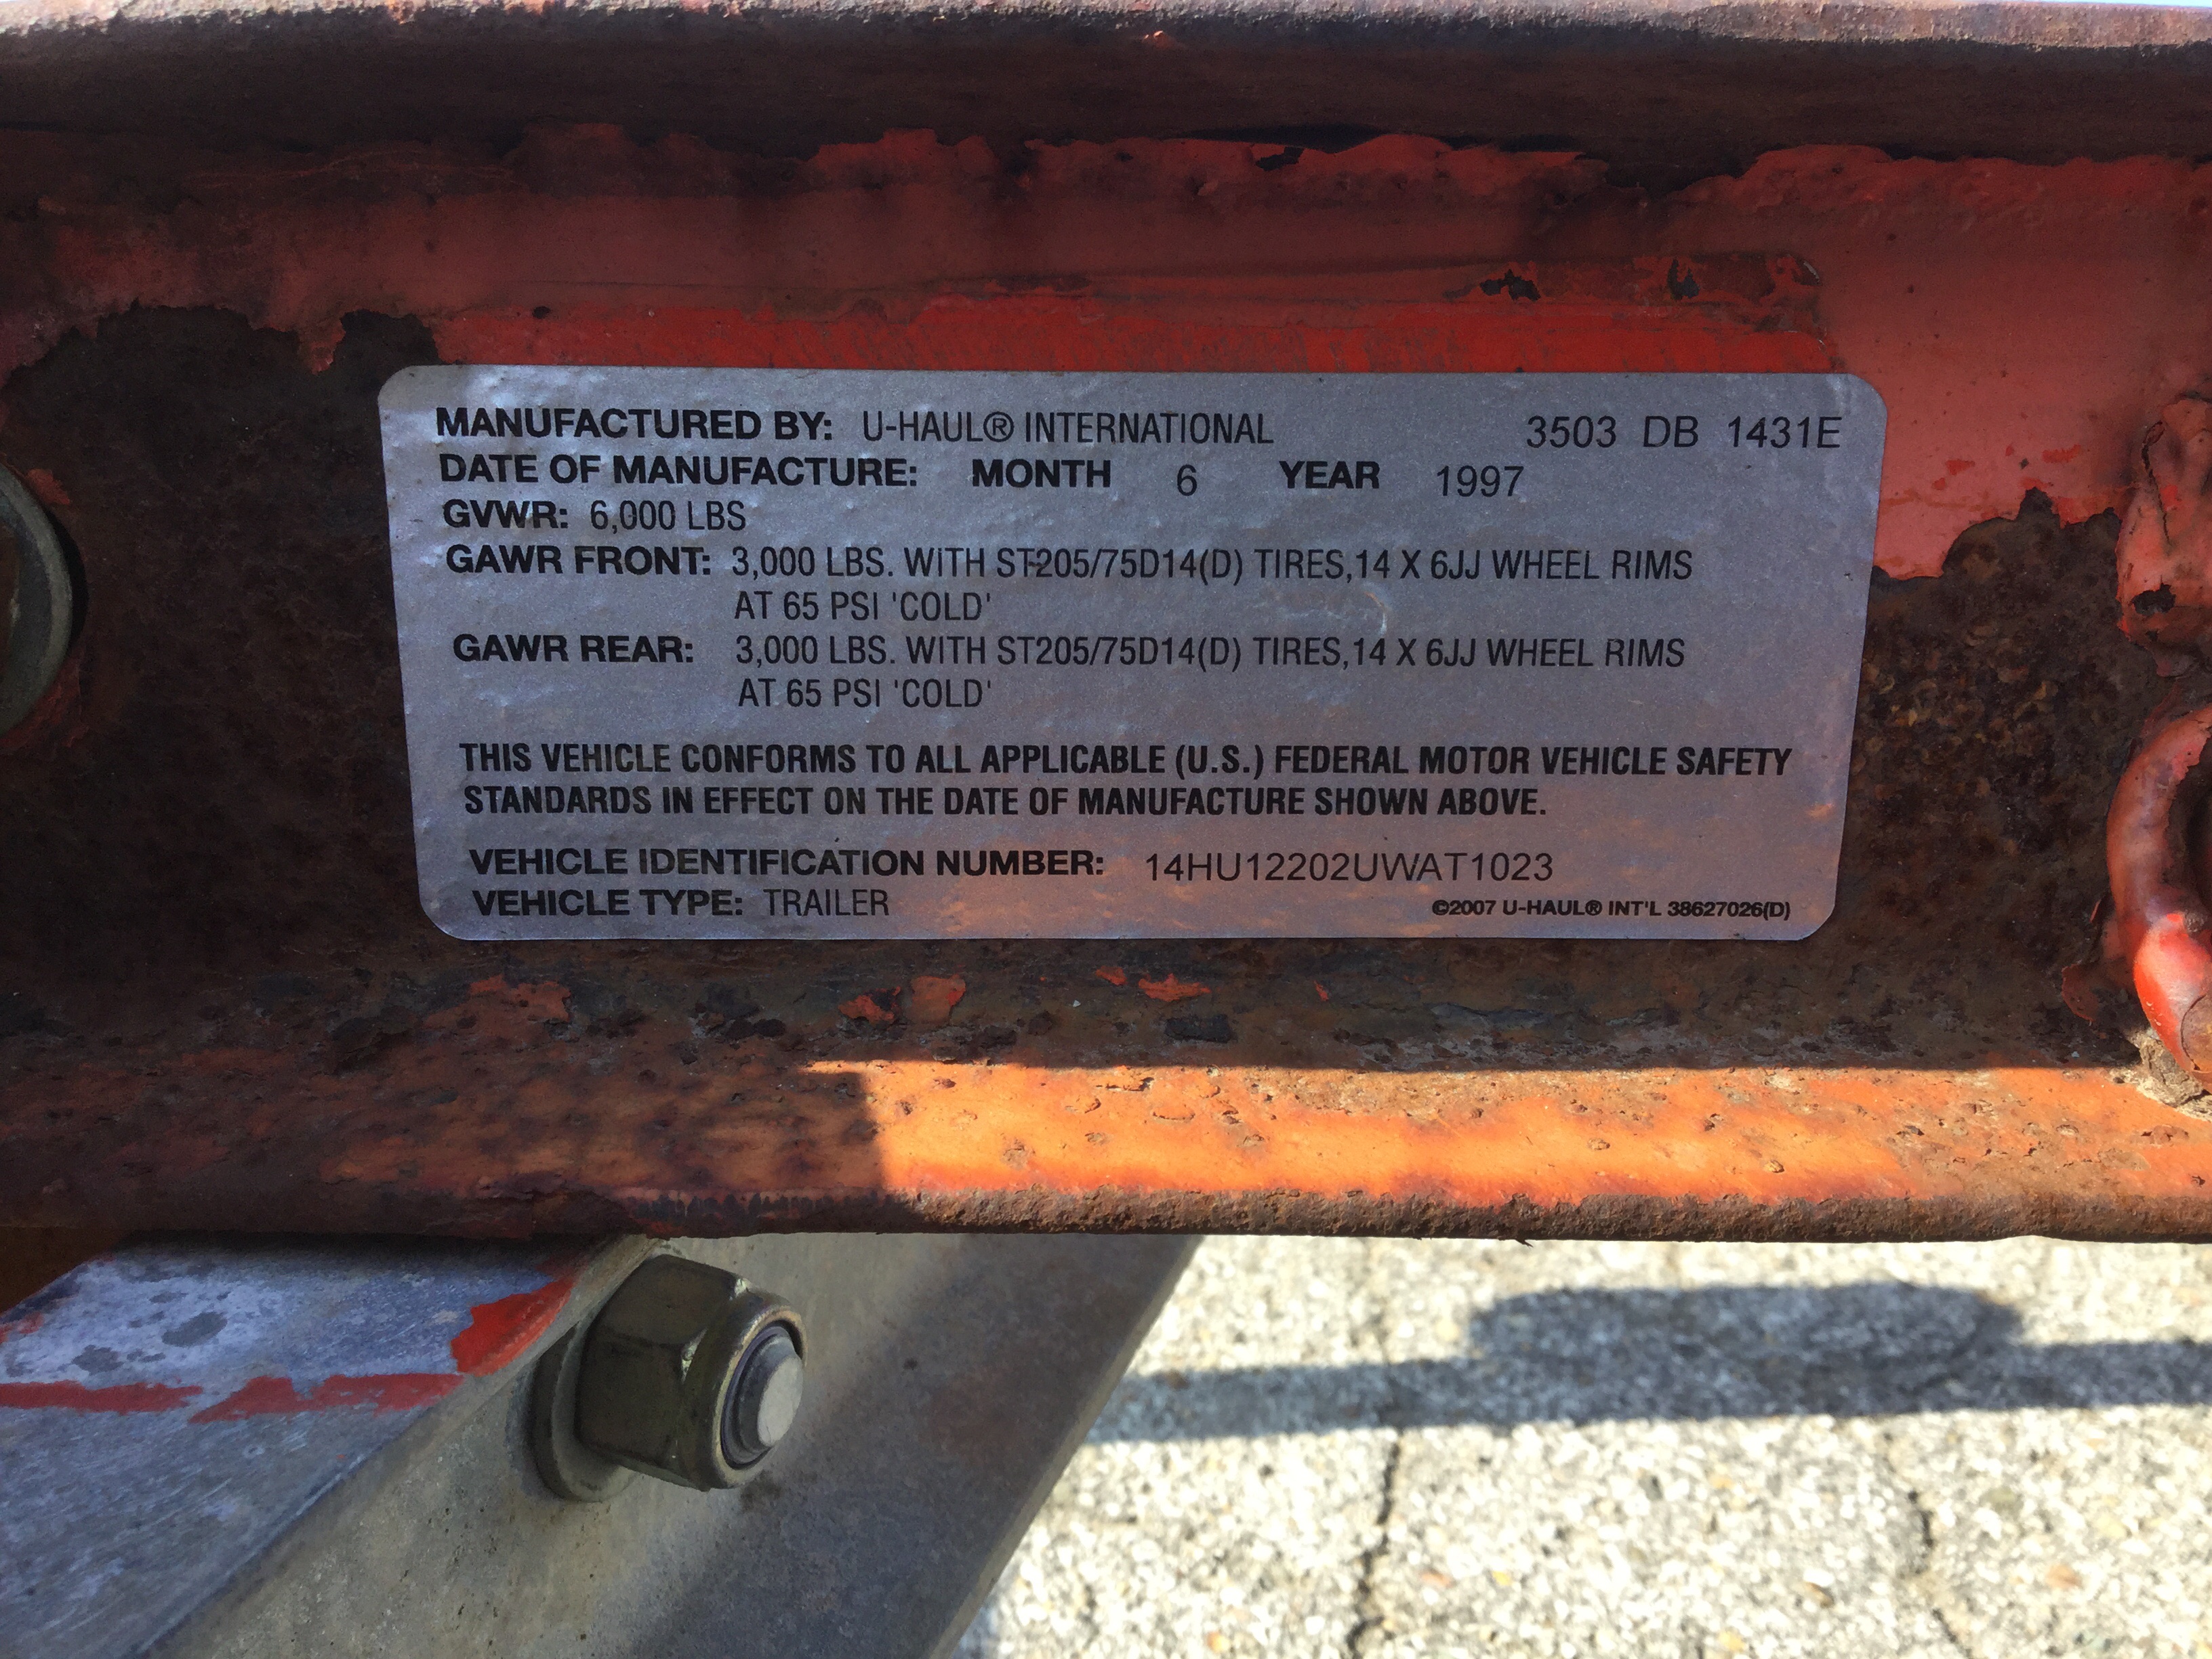 MANUFACTURED BY: U-HAUL® INTERNATIONAL 3503 DB 1431E
DATE OF MANUFACTURE: MONTH 6 YEAR 1997
GVWR: 6,000 LBS
GAWR FRONT: 3,000 LBS. WITH ST205/75D14(D) TIRES,14 X 6JJ WHEEL RIMS
AT 65 PSI 'COLD'
GAWR REAR: 3,000 LBS. WITH ST205/75D14(D) TIRES,14 X 6JJ WHEEL RIMS
AT 65 PSI 'COLD'
THIS VEHICLE CONFORMS TO ALL APPLICABLE (U.S.) FEDERAL MOTOR VEHICLE SAFETY
STANDARDS IN EFFECT ON THE DATE OF MANUFACTURE SHOWN ABOVE.
VEHICLE IDENTIFICATION NUMBER: 14HU12202UWAT1023
VEHICLE TYPE: TRAILER ©2007 U-HAUL® INT'L 38627026(D)